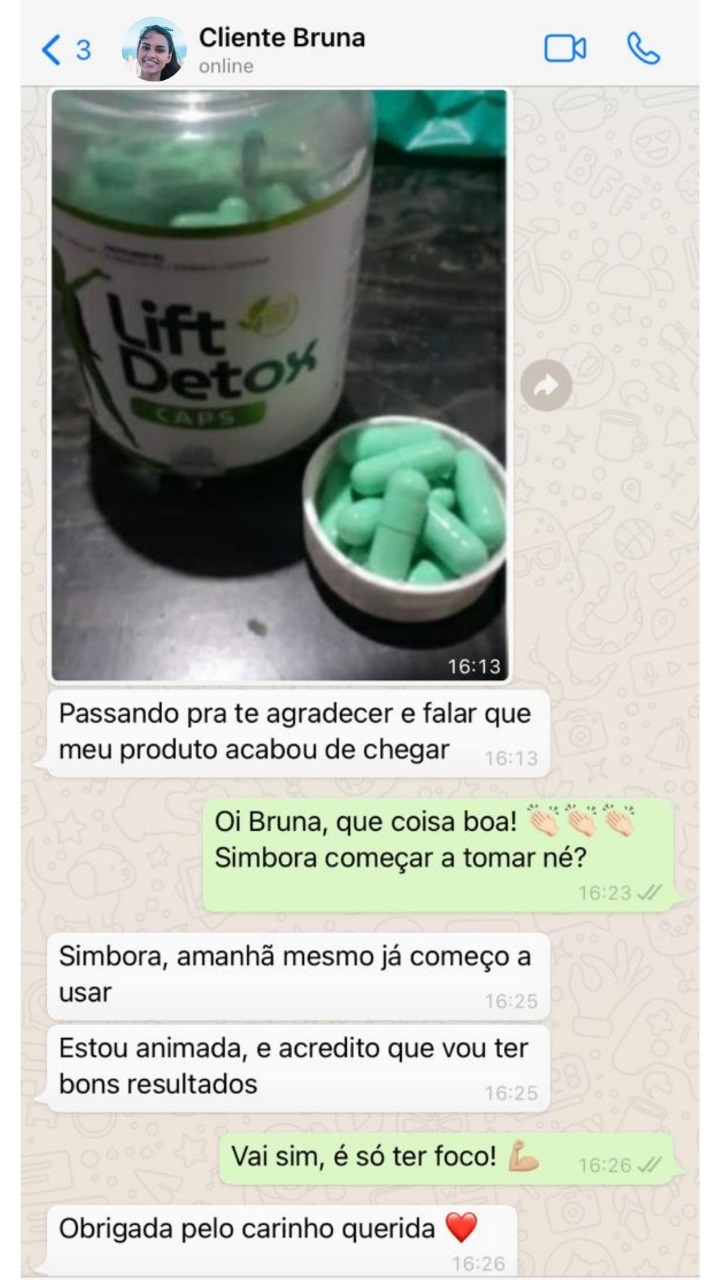 3
Cliente Bruna
online
Lift
Detox
CAPS
16:13
Passando pra te agradecer e falar que
meu produto acabou de chegar
16:13
Oi Bruna, que coisa boa! 👏🏻👏🏻👏🏻
Simbora começar a tomar né?
16:23
Simbora, amanhã mesmo já começo a
usar
16:25
Estou animada, e acredito que vou ter
bons resultados
16:25
Vai sim, é só ter foco! 💪🏼
16:26
Obrigada pelo carinho querida ❤️
16:26